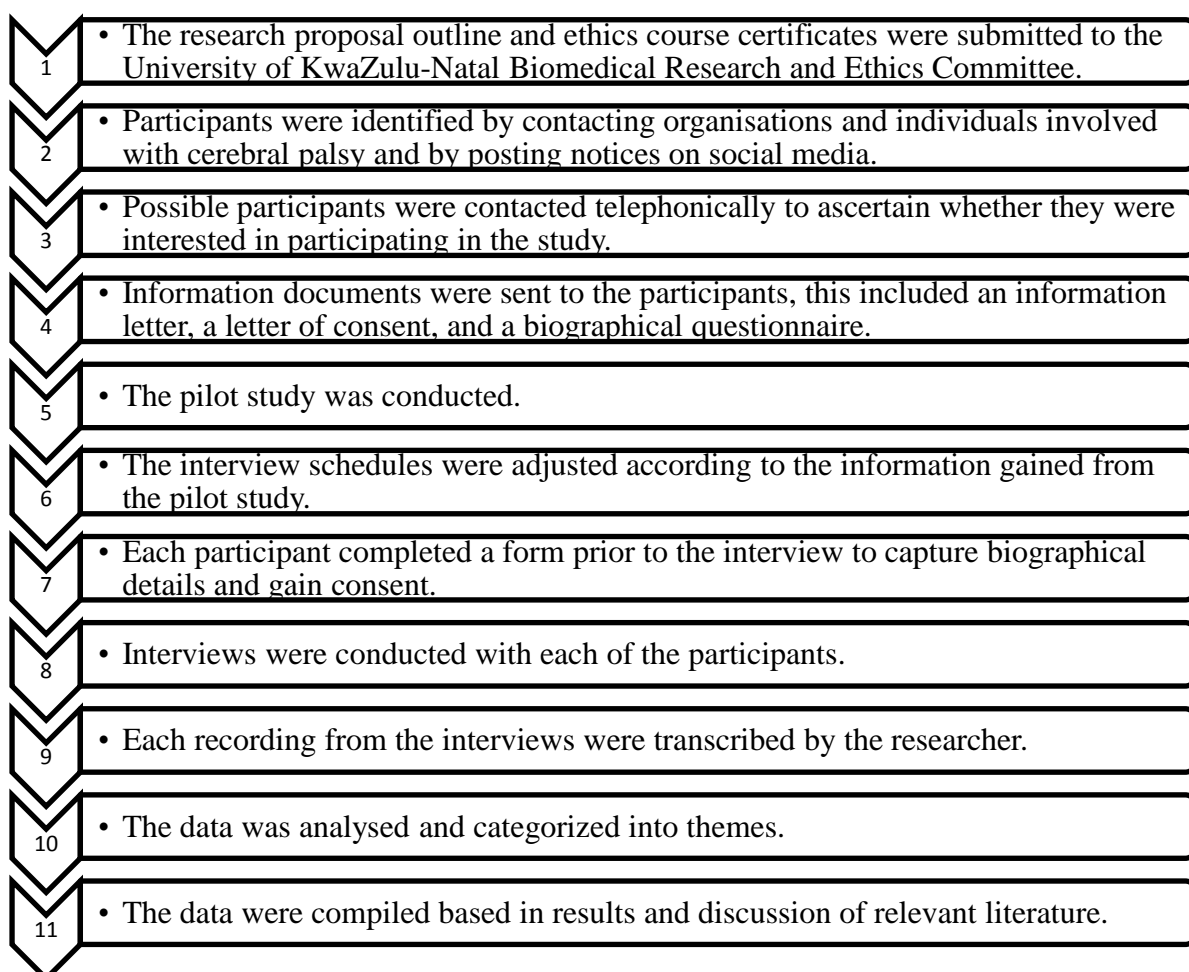 1
• The research proposal outline and ethics course certificates were submitted to the
University of KwaZulu-Natal Biomedical Research and Ethics Committee.
2
• Participants were identified by contacting organisations and individuals involved
with cerebral palsy and by posting notices on social media.
3
• Possible participants were contacted telephonically to ascertain whether they were
interested in participating in the study.
4
• Information documents were sent to the participants, this included an information
letter, a letter of consent, and a biographical questionnaire.
5
• The pilot study was conducted.
6
• The interview schedules were adjusted according to the information gained from
the pilot study.
7
• Each participant completed a form prior to the interview to capture biographical
details and gain consent.
8
• Interviews were conducted with each of the participants.
9
• Each recording from the interviews were transcribed by the researcher.
10
• The data was analysed and categorized into themes.
11
• The data were compiled based in results and discussion of relevant literature.